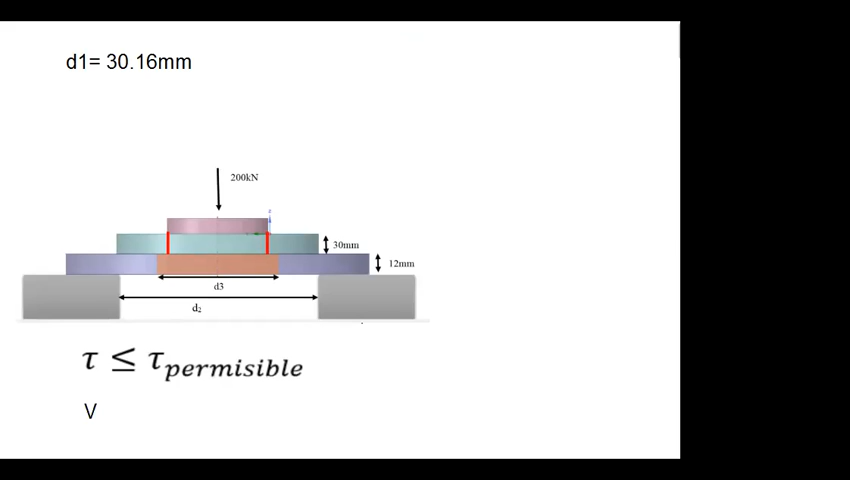 d1= 30.16mm
200kN
z
30mm
12mm
d3
d₂
τ ≤ τpermisible
V